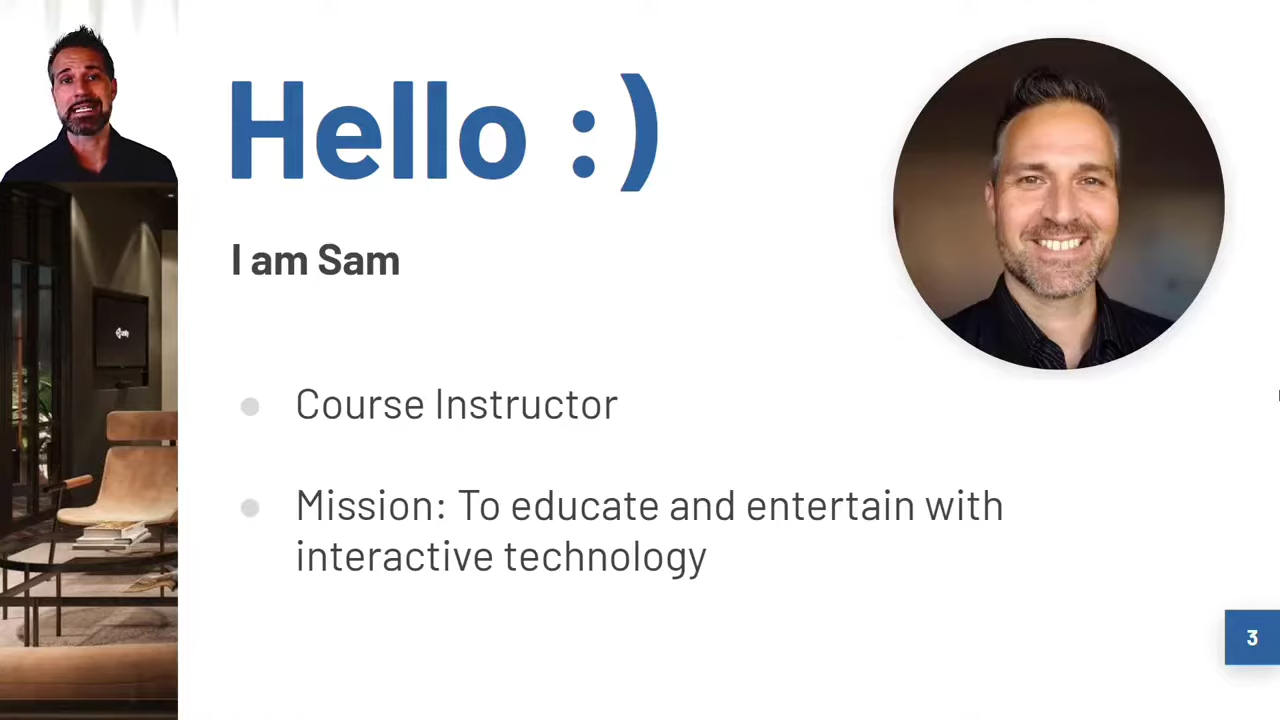 Hello :)
I am Sam
Course Instructor
Mission: To educate and entertain with
interactive technology
3